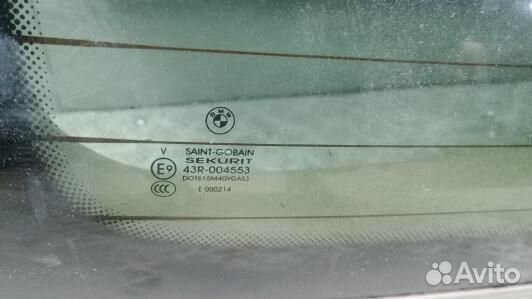 BMW
V SAINT-GOBAIN
SEKURIT
E9 43R-004553
DOT615M40VGAS3
CCC E 000214
Avito